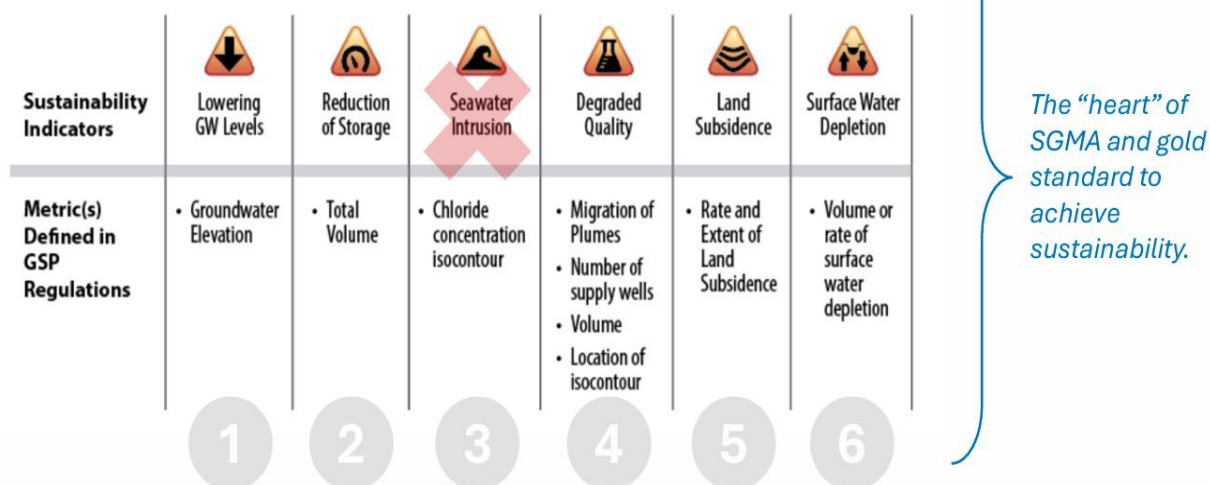 Sustainability
Indicators
Lowering
GW Levels
Reduction
of Storage
Seawater
Intrusion
Degraded
Quality
Land
Subsidence
Surface Water
Depletion
Metric(s)
Defined in
GSP
Regulations
• Groundwater
Elevation
• Total
Volume
• Chloride
concentration
isocontour
• Migration of
Plumes
• Number of
supply wells
• Volume
• Location of
isocontour
• Rate and
Extent of
Land
Subsidence
• Volume or
rate of
surface
water
depletion
1
2
3
4
5
6
The “heart” of
SGMA and gold
standard to
achieve
sustainability.